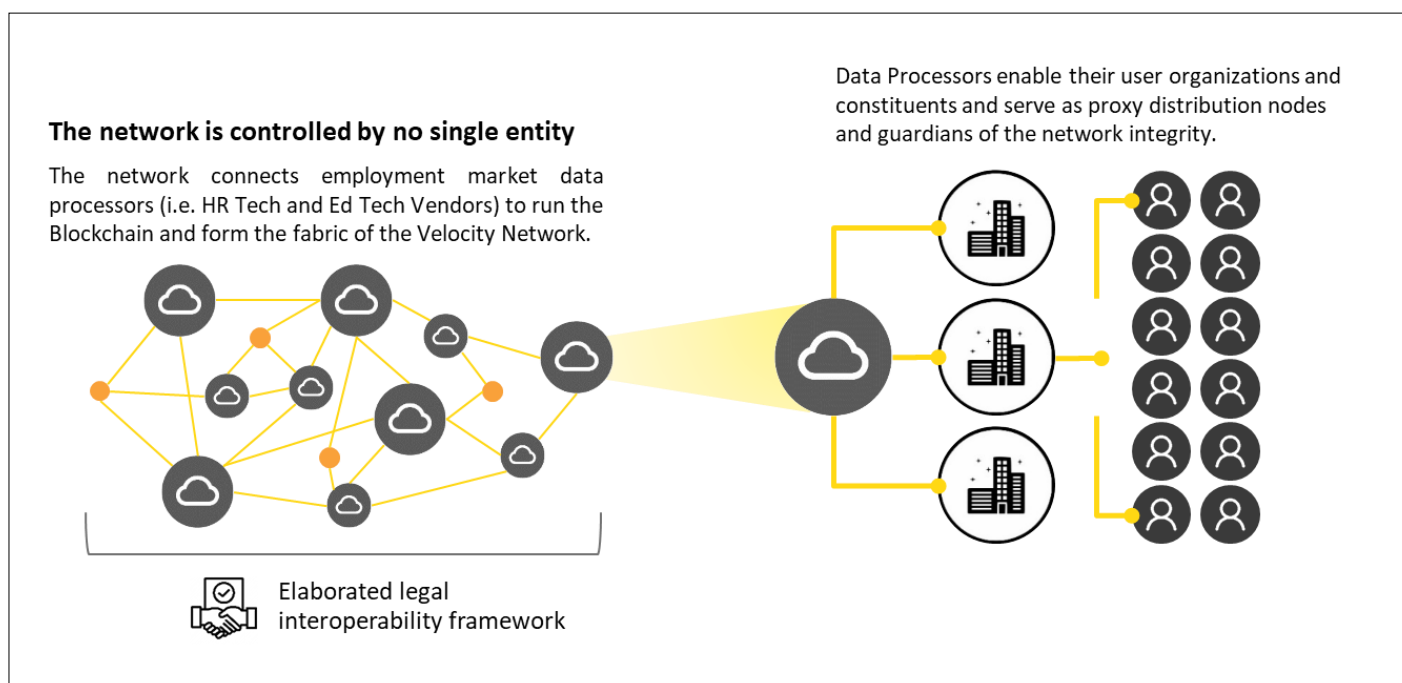 The network is controlled by no single entity
The network connects employment market data
processors (i.e. HR Tech and Ed Tech Vendors) to run the
Blockchain and form the fabric of the Velocity Network.
Elaborated legal
interoperability framework
Data Processors enable their user organizations and
constituents and serve as proxy distribution nodes
and guardians of the network integrity.